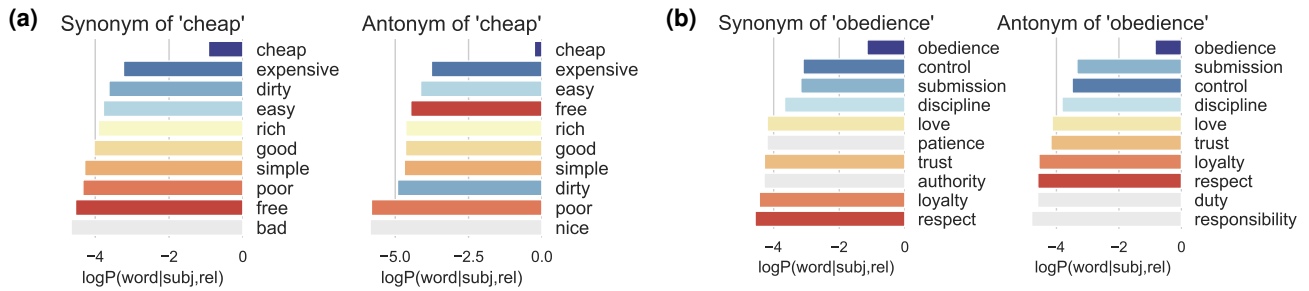 (a)
Synonym of 'cheap'
cheap
expensive
dirty
easy
rich
good
simple
poor
free
bad
−4 −2 0
logP(word|subj,rel)
Antonym of 'cheap'
cheap
expensive
easy
free
rich
good
simple
dirty
poor
nice
−5.0 −2.5 0.0
logP(word|subj,rel)
(b)
Synonym of 'obedience'
obedience
control
submission
discipline
love
patience
trust
authority
loyalty
respect
−4 −2 0
logP(word|subj,rel)
Antonym of 'obedience'
obedience
submission
control
discipline
love
trust
loyalty
respect
duty
responsibility
−4 −2 0
logP(word|subj,rel)